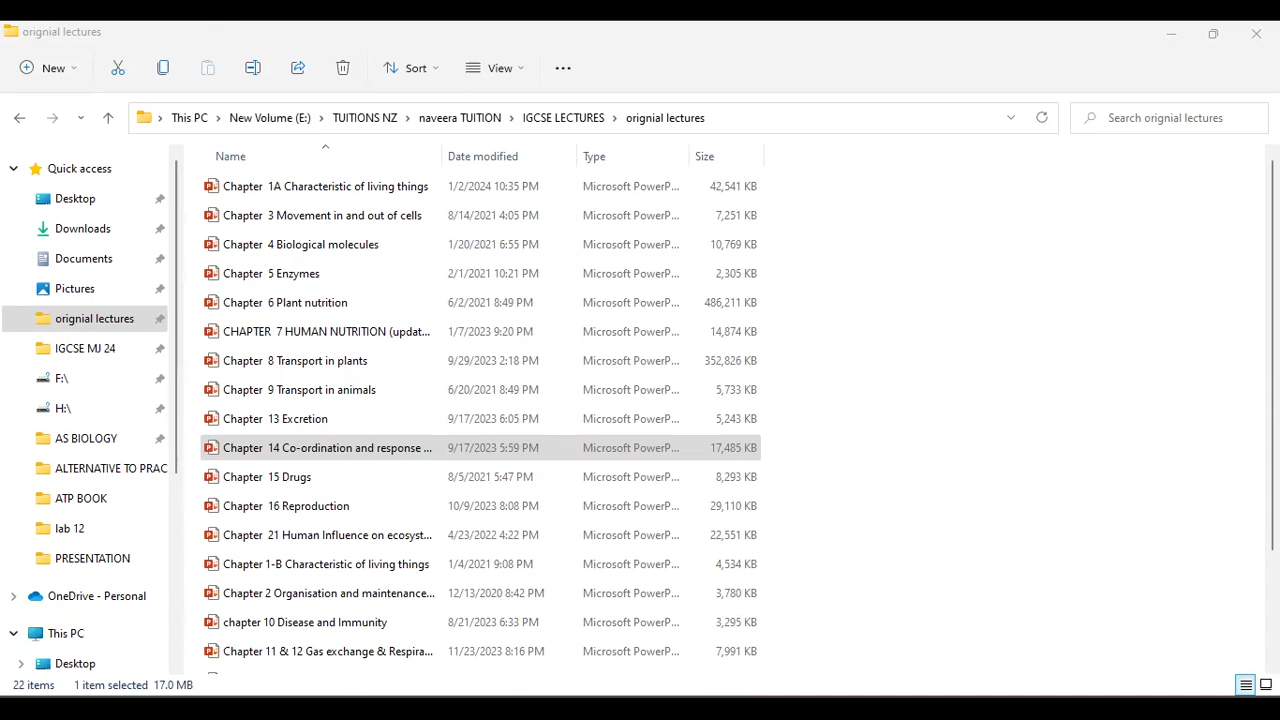 orignial lectures
New
Sort
View
This PC > New Volume (E:) > TUITIONS NZ > naveera TUITION > IGCSE LECTURES > orignial lectures
Search orignial lectures
Name Date modified Type Size
Quick access
Desktop
Downloads
Documents
Pictures
orignial lectures
IGCSE MJ 24
F:\
H:\
AS BIOLOGY
ALTERNATIVE TO PRAC
ATP BOOK
lab 12
PRESENTATION
OneDrive - Personal
This PC
Desktop
Chapter 1A Characteristic of living things 1/2/2024 10:35 PM Microsoft PowerP... 42,541 KB
Chapter 3 Movement in and out of cells 8/14/2021 4:05 PM Microsoft PowerP... 7,251 KB
Chapter 4 Biological molecules 1/20/2021 6:55 PM Microsoft PowerP... 10,769 KB
Chapter 5 Enzymes 2/1/2021 10:21 PM Microsoft PowerP... 2,305 KB
Chapter 6 Plant nutrition 6/2/2021 8:49 PM Microsoft PowerP... 486,211 KB
CHAPTER 7 HUMAN NUTRITION (updat... 1/7/2023 9:20 PM Microsoft PowerP... 14,874 KB
Chapter 8 Transport in plants 9/29/2023 2:18 PM Microsoft PowerP... 352,826 KB
Chapter 9 Transport in animals 6/20/2021 8:49 PM Microsoft PowerP... 5,733 KB
Chapter 13 Excretion 9/17/2023 6:05 PM Microsoft PowerP... 5,243 KB
Chapter 14 Co-ordination and response ... 9/17/2023 5:59 PM Microsoft PowerP... 17,485 KB
Chapter 15 Drugs 8/5/2021 5:47 PM Microsoft PowerP... 8,293 KB
Chapter 16 Reproduction 10/9/2023 8:08 PM Microsoft PowerP... 29,110 KB
Chapter 21 Human Influence on ecosyst... 4/23/2022 4:22 PM Microsoft PowerP... 22,551 KB
Chapter 1-B Characteristic of living things 1/4/2021 9:08 PM Microsoft PowerP... 4,534 KB
Chapter 2 Organisation and maintenance... 12/13/2020 8:42 PM Microsoft PowerP... 3,780 KB
chapter 10 Disease and Immunity 8/21/2023 6:33 PM Microsoft PowerP... 3,295 KB
Chapter 11 & 12 Gas exchange & Respira... 11/23/2023 8:16 PM Microsoft PowerP... 7,991 KB
22 items 1 item selected 17.0 MB